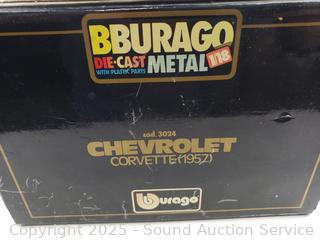 BBURAGO
DIE-CAST METAL 1:18
WITH PLASTIC PARTS
cod. 3024
CHEVROLET
CORVETTE (1957)
bburago
Copyright 2025 - Sound Auction Service